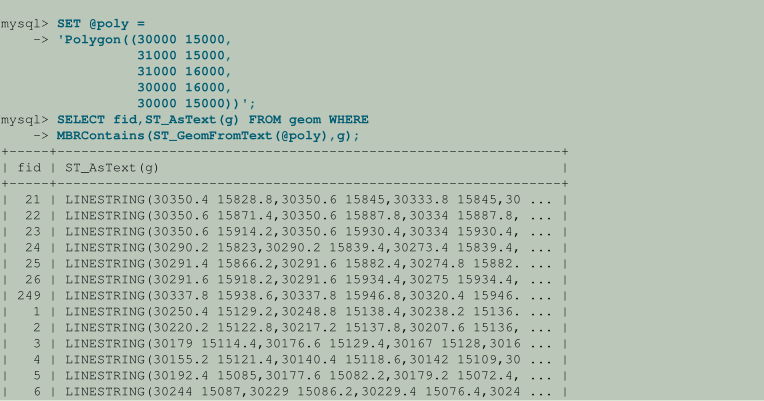 mysql> SET @poly =
    -> 'Polygon((30000 15000,
                 31000 15000,
                 31000 16000,
                 30000 16000,
                 30000 15000))';
mysql> SELECT fid,ST_AsText(g) FROM geom WHERE
    -> MBRContains(ST_GeomFromText(@poly),g);
+-----+---------------------------------------------------------------+
| fid | ST_AsText(g)                                                  |
+-----+---------------------------------------------------------------+
|  21 | LINESTRING(30350.4 15828.8,30350.6 15845,30333.8 15845,30 ... |
|  22 | LINESTRING(30350.6 15871.4,30350.6 15887.8,30334 15887.8, ... |
|  23 | LINESTRING(30350.6 15914.2,30350.6 15930.4,30334 15930.4, ... |
|  24 | LINESTRING(30290.2 15823,30290.2 15839.4,30273.4 15839.4, ... |
|  25 | LINESTRING(30291.4 15866.2,30291.6 15882.4,30274.8 15882. ... |
|  26 | LINESTRING(30291.6 15918.2,30291.6 15934.4,30275 15934.4, ... |
| 249 | LINESTRING(30337.8 15938.6,30337.8 15946.8,30320.4 15946. ... |
|   1 | LINESTRING(30250.4 15129.2,30248.8 15138.4,30238.2 15136. ... |
|   2 | LINESTRING(30220.2 15122.8,30217.2 15137.8,30207.6 15136, ... |
|   3 | LINESTRING(30179 15114.4,30176.6 15129.4,30167 15128,3016 ... |
|   4 | LINESTRING(30155.2 15121.4,30140.4 15118.6,30142 15109,30 ... |
|   5 | LINESTRING(30192.4 15085,30177.6 15082.2,30179.2 15072.4, ... |
|   6 | LINESTRING(30244 15087,30229 15086.2,30229.4 15076.4,3024 ... |